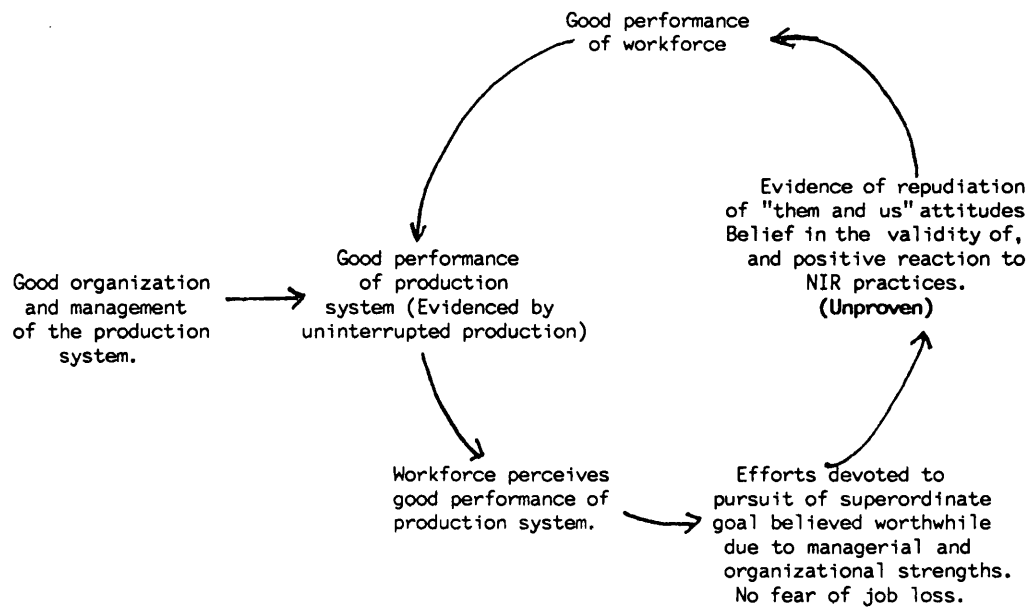 Good performance
of workforce
Evidence of repudiation
of "them and us" attitudes
Belief in the validity of,
and positive reaction to
NIR practices.
(Unproven)
Good performance
of production
system (Evidenced by
uninterrupted production)
Good organization
and management
of the production
system.
Workforce perceives
good performance of
production system.
Efforts devoted to
pursuit of superordinate
goal believed worthwhile
due to managerial and
organizational strengths.
No fear of job loss.